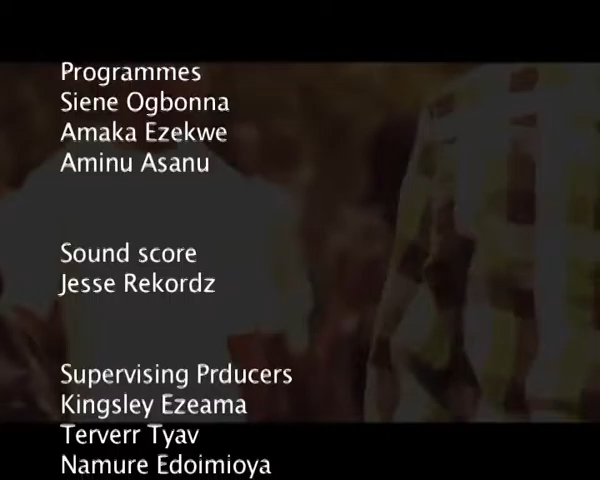 Programmes
Siene Ogbonna
Amaka Ezekwe
Aminu Asanu
Sound score
Jesse Rekordz
Supervising Prducers
Kingsley Ezeama
Terverr Tyav
Namure Edoimioya